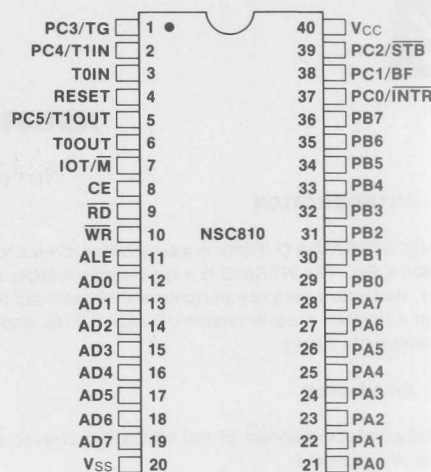 PC3/TG 1 40 VCC
PC4/T1IN 2 39 PC2/S̅T̅B̅
T0IN 3 38 PC1/BF
RESET 4 37 PC0/I̅N̅T̅R̅
PC5/T1OUT 5 36 PB7
T0OUT 6 35 PB6
IOT/M̅ 7 34 PB5
CE 8 33 PB4
R̅D̅ 9 32 PB3
W̅R̅ 10 NSC810 31 PB2
ALE 11 30 PB1
AD0 12 29 PB0
AD1 13 28 PA7
AD2 14 27 PA6
AD3 15 26 PA5
AD4 16 25 PA4
AD5 17 24 PA3
AD6 18 23 PA2
AD7 19 22 PA1
VSS 20 21 PA0